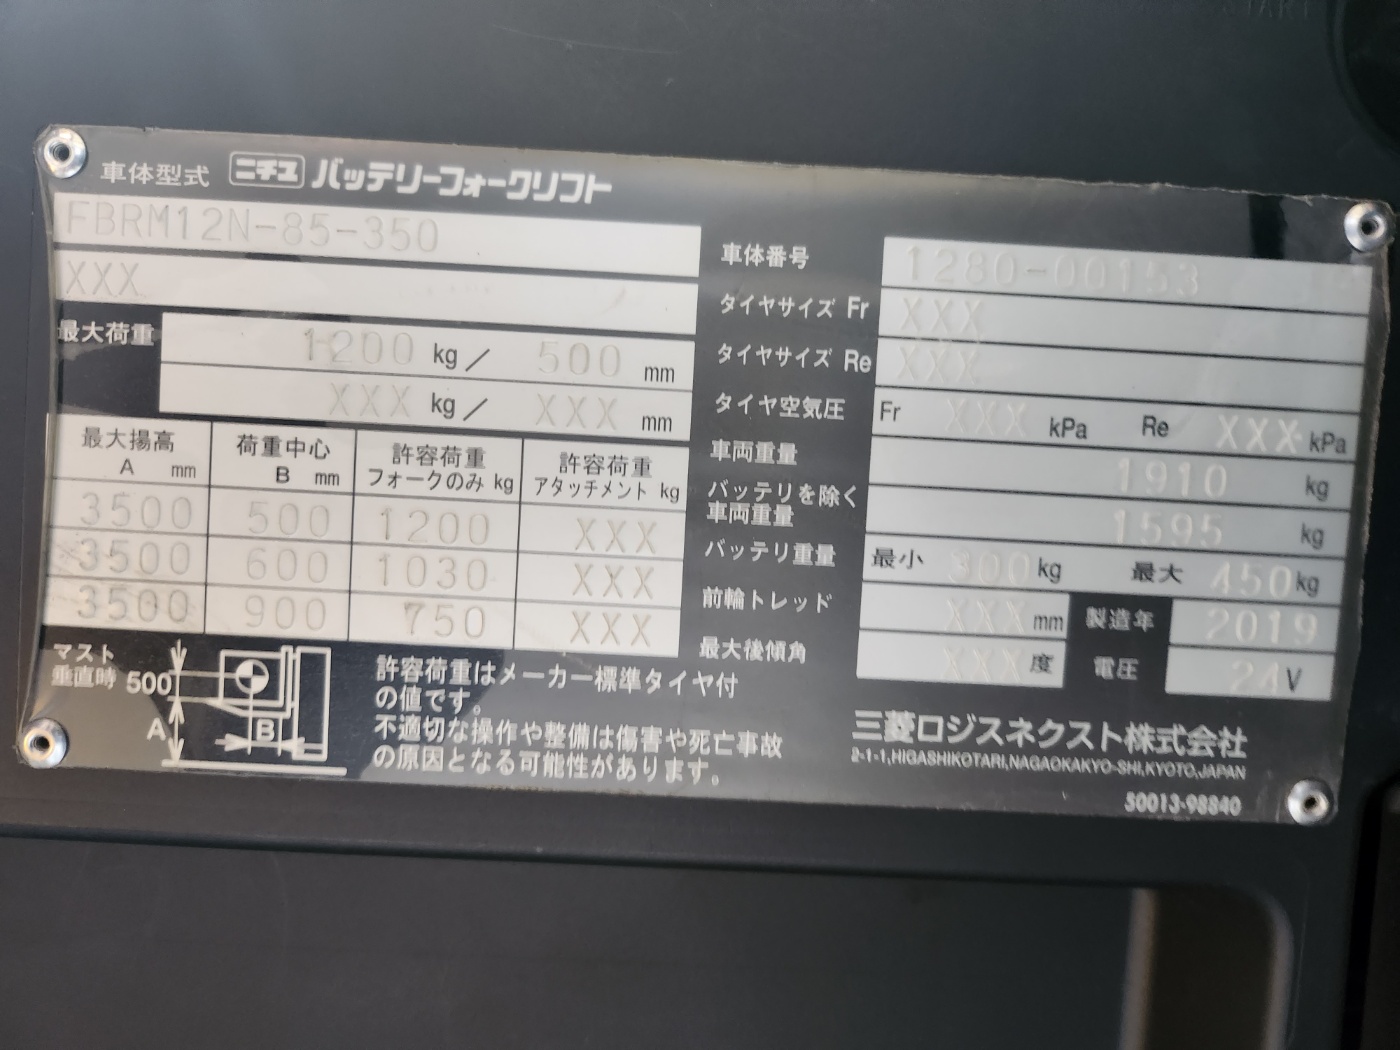 車体型式 ニチユ バッテリーフォークリフト
FBRM12N-85-350
XXX
最大荷重 1200 kg / 500 mm
XXX kg / XXX mm
最大揚高 A mm 荷重中心 B mm 許容荷重 フォークのみ kg 許容荷重 アタッチメント kg
3500 500 1200 XXX
3500 600 1030 XXX
3500 900 750 XXX
マスト垂直時 500 A B
許容荷重はメーカー標準タイヤ付
の値です。
不適切な操作や整備は傷害や死亡事故
の原因となる可能性があります。
車体番号 1280-00153
タイヤサイズ Fr XXX
タイヤサイズ Re XXX
タイヤ空気圧 Fr XXX kPa Re XXX kPa
車両重量 1910 kg
バッテリを除く
車両重量 1595 kg
バッテリ重量 最小 300 kg 最大 450 kg
前輪トレッド XXX mm 製造年 2019
最大後傾角 XXX 度 電圧 24 V
三菱ロジスネクスト株式会社
2-1-1,HIGASHIKOTARI,NAGAOKAKYO-SHI,KYOTO,JAPAN
50013-98840